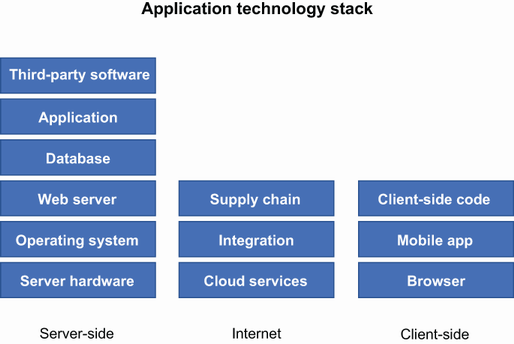 Application technology stack
Third-party software
Application
Database
Web server
Operating system
Server hardware
Server-side
Supply chain
Integration
Cloud services
Internet
Client-side code
Mobile app
Browser
Client-side